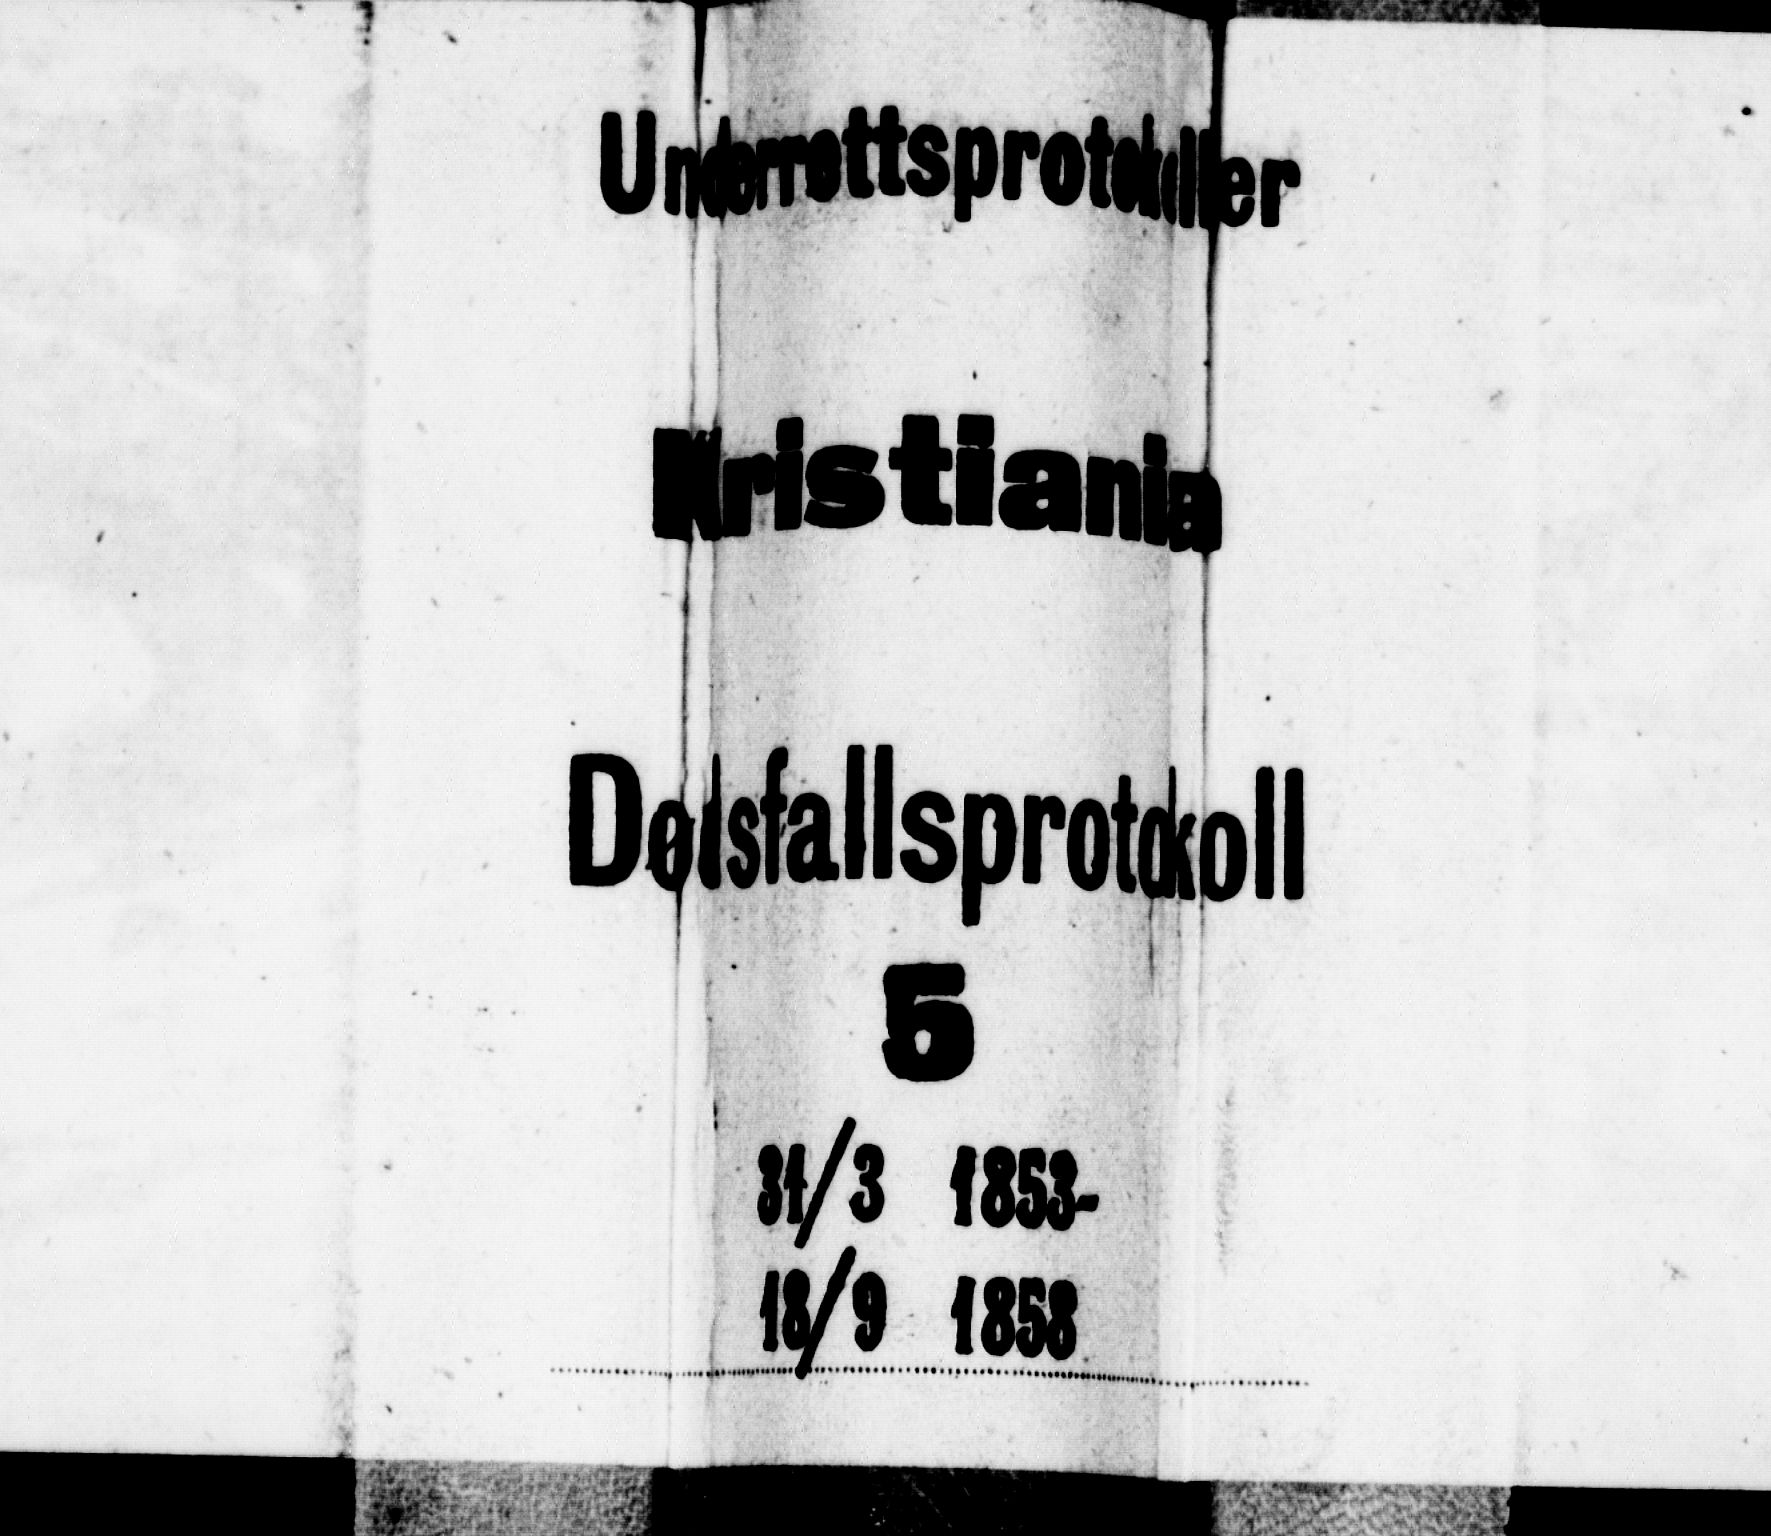 Underrettsprotokoller
Kristiania
Dødsfallsprotokoll
5
31/3 1853-
18/9 1858